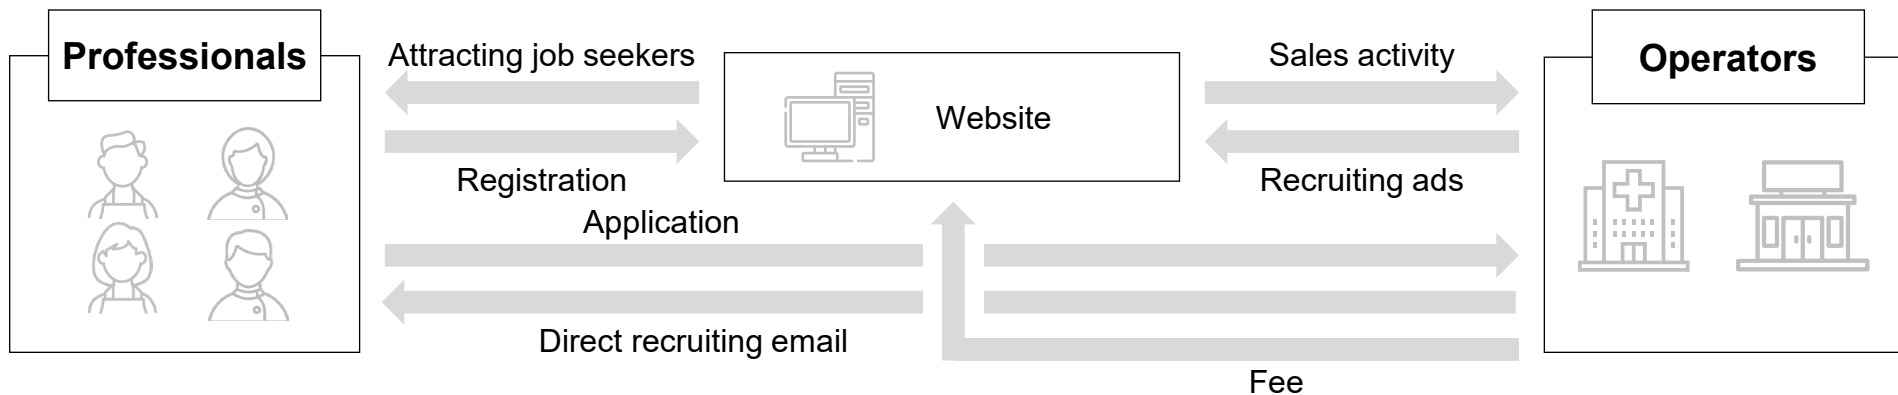 Professionals
Attracting job seekers
Sales activity
Operators
Website
Registration
Recruiting ads
Application
Direct recruiting email
Fee